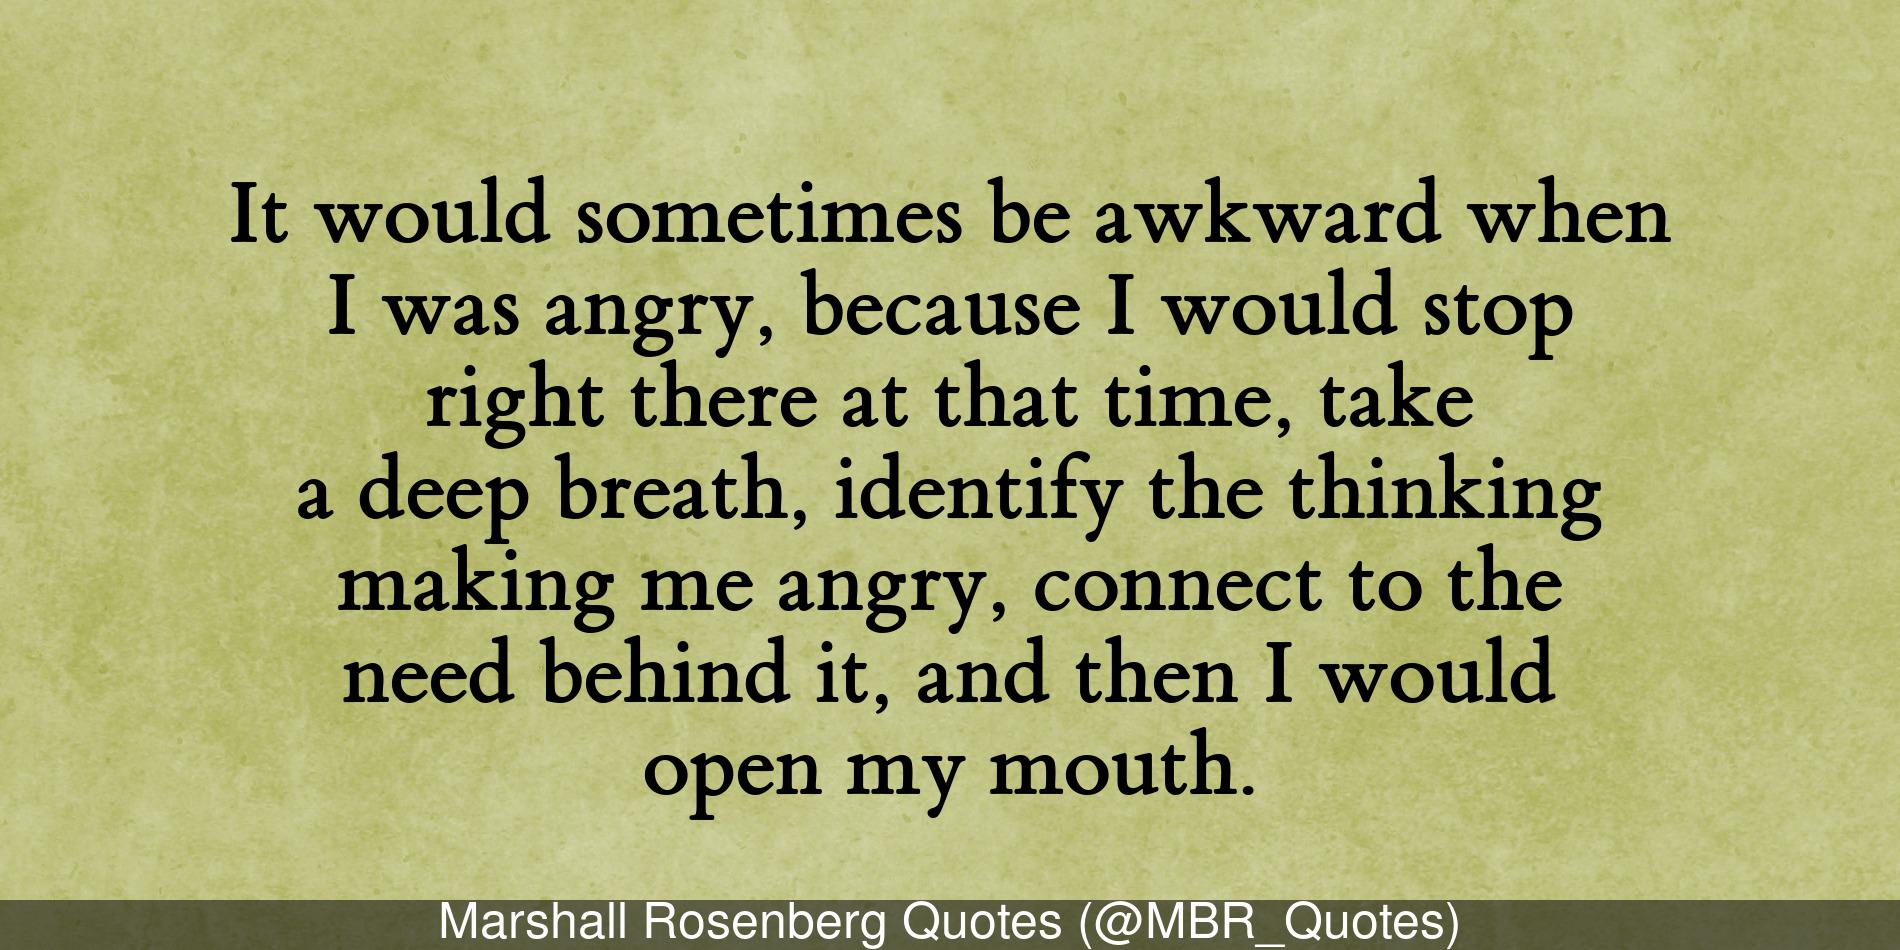 It would sometimes be awkward when
I was angry, because I would stop
right there at that time, take
a deep breath, identify the thinking
making me angry, connect to the
need behind it, and then I would
open my mouth.
Marshall Rosenberg Quotes (@MBR_Quotes)